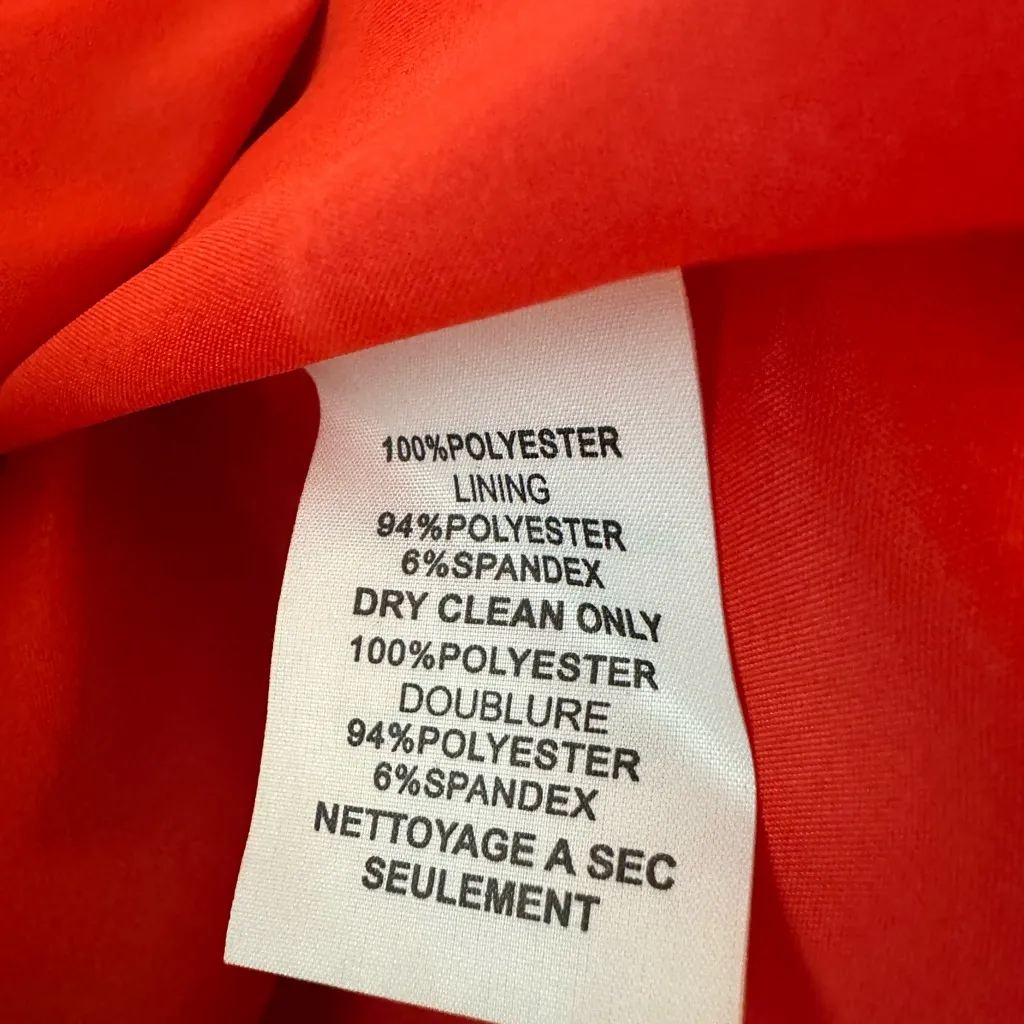 100%POLYESTER
LINING
94%POLYESTER
6%SPANDEX
DRY CLEAN ONLY
100%POLYESTER
DOUBLURE
94%POLYESTER
6%SPANDEX
NETTOYAGE A SEC
SEULEMENT